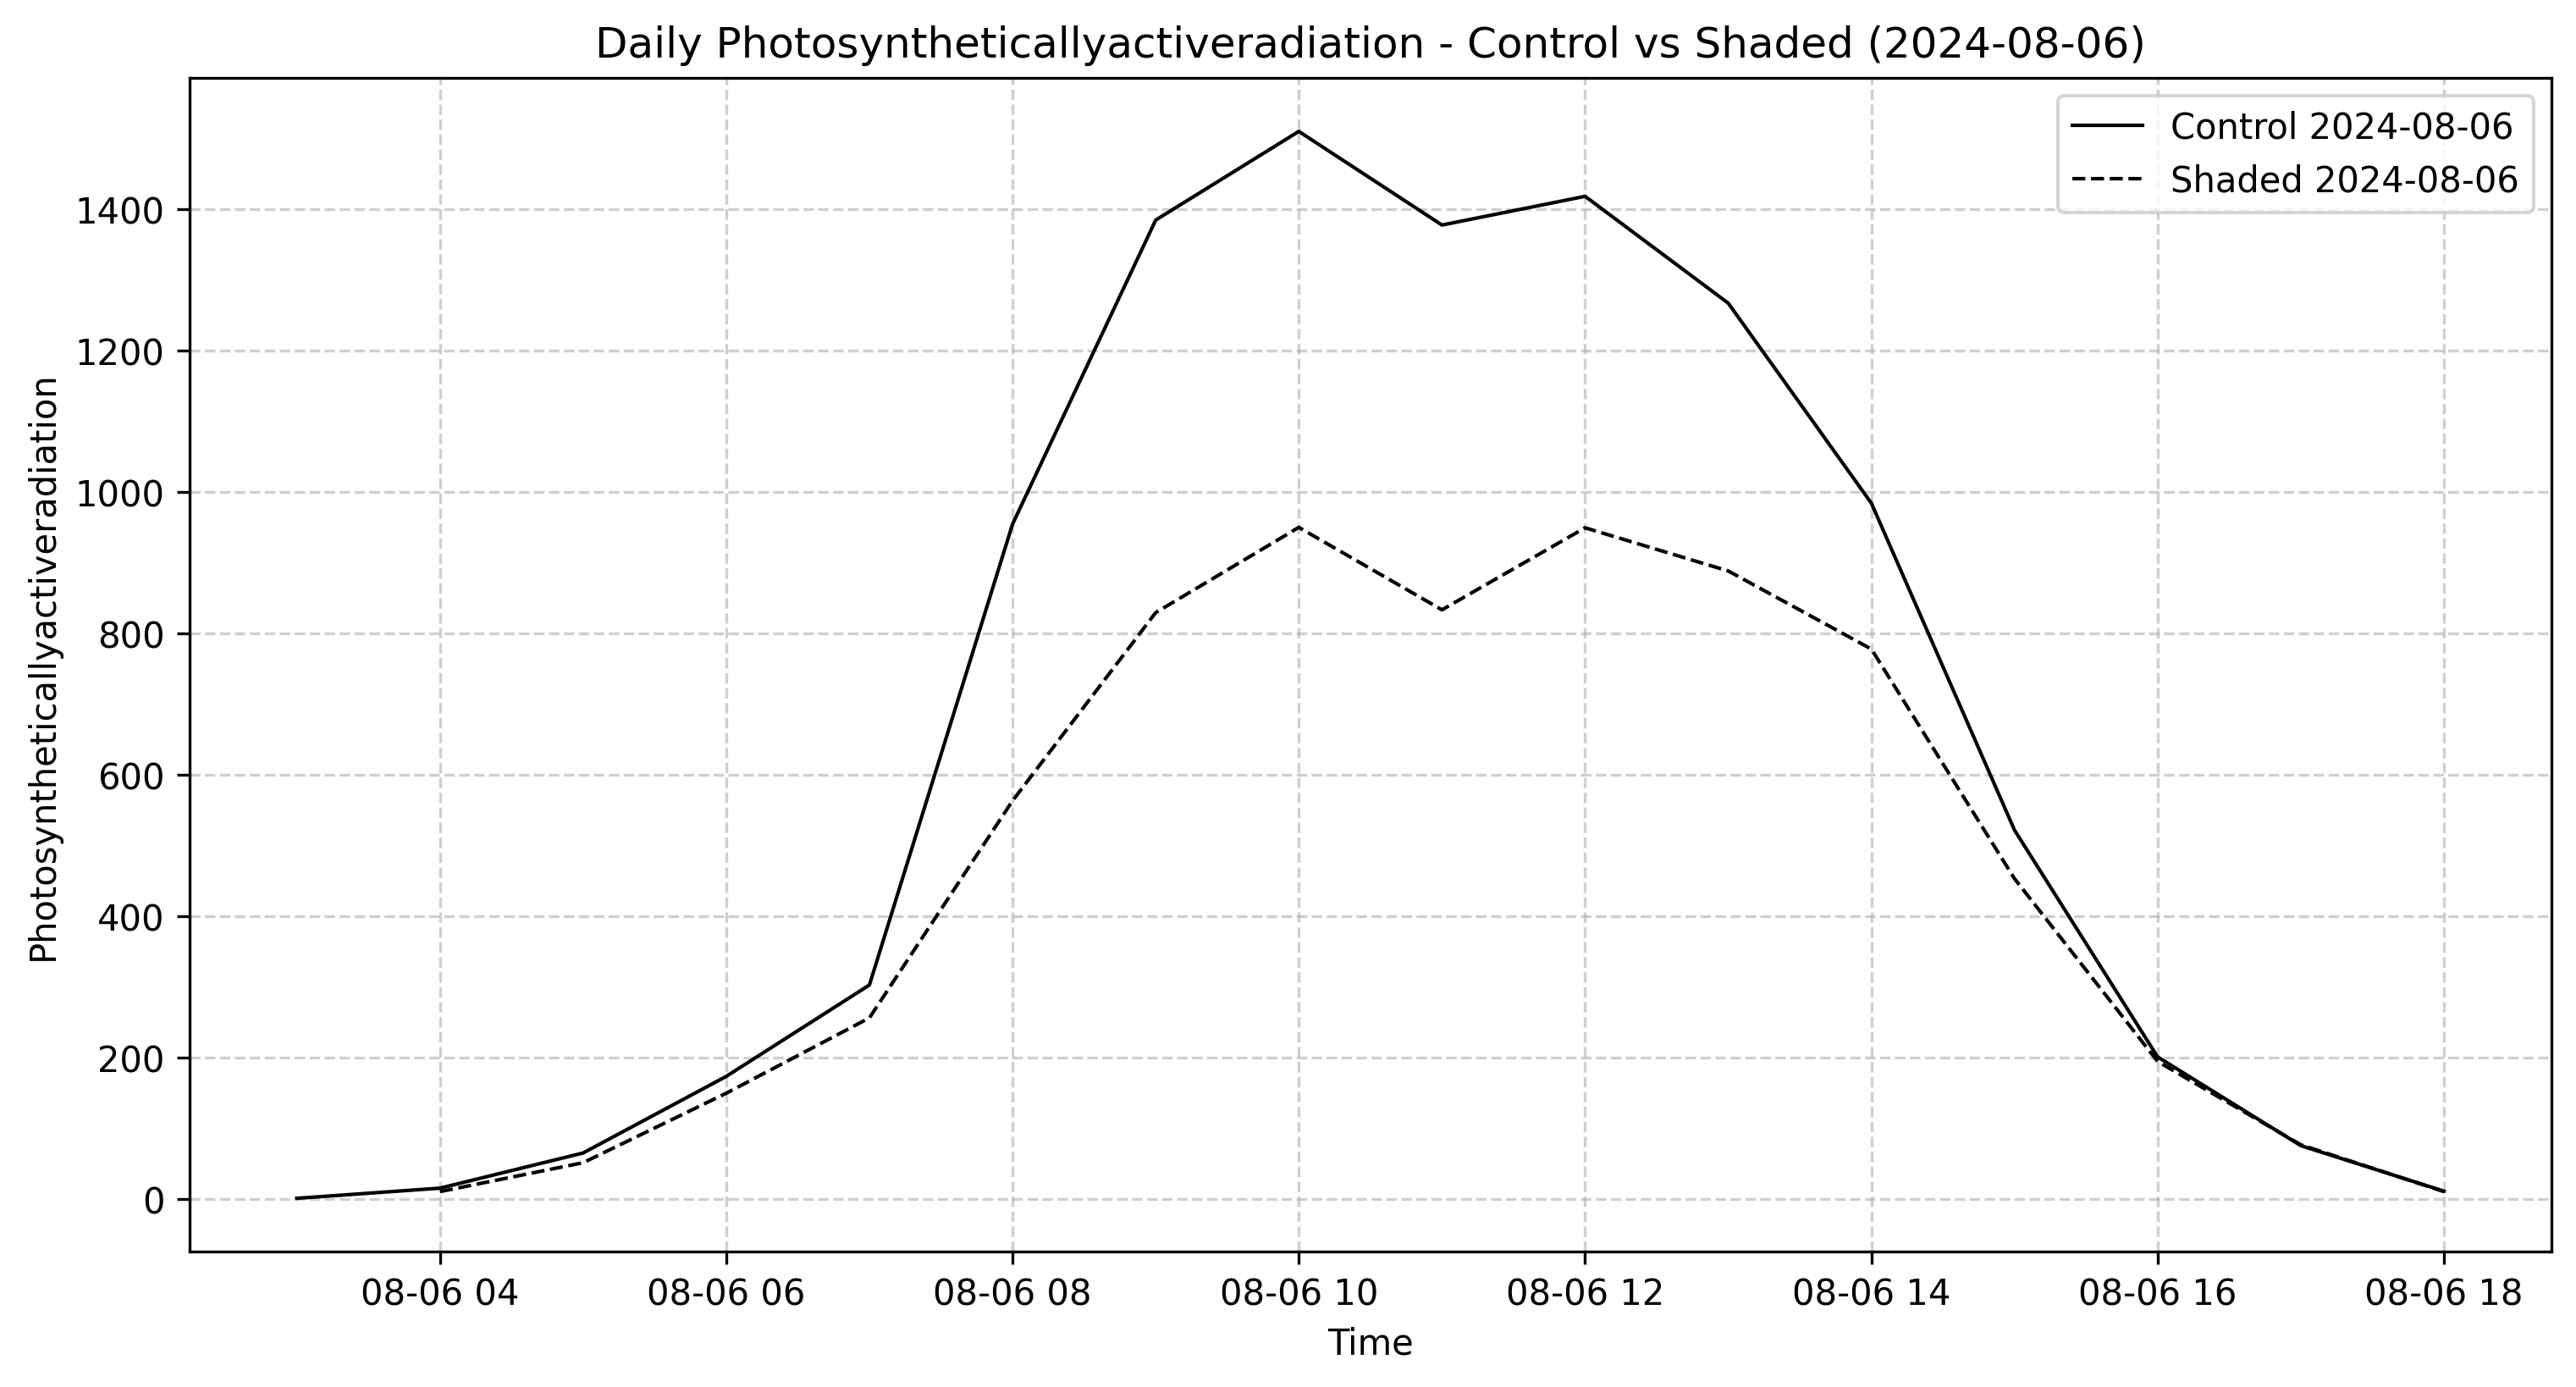 Daily Photosyntheticallyactiveradiation - Control vs Shaded (2024-08-06)
Control 2024-08-06
Shaded 2024-08-06
Photosyntheticallyactiveradiation
1400
1200
1000
800
600
400
200
0
08-06 04 08-06 06 08-06 08 08-06 10 08-06 12 08-06 14 08-06 16 08-06 18
Time